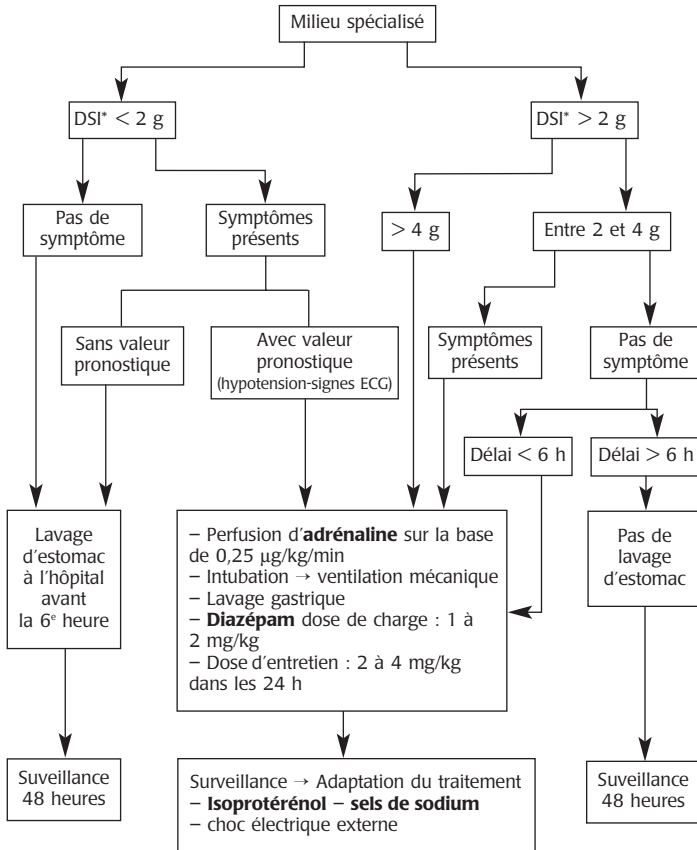 Milieu spécialisé
DSI* < 2 g
DSI* > 2 g
Pas de
symptôme
Symptômes
présents
> 4 g
Entre 2 et 4 g
Sans valeur
pronostique
Avec valeur
pronostique
(hypotension-signes ECG)
Symptômes
présents
Pas de
symptôme
Délai < 6 h
Délai > 6 h
Lavage
d'estomac
à l'hôpital
avant
la 6e heure
– Perfusion d'adrénaline sur la base
de 0,25 μg/kg/min
– Intubation → ventilation mécanique
– Lavage gastrique
– Diazépam dose de charge : 1 à
2 mg/kg
– Dose d'entretien : 2 à 4 mg/kg
dans les 24 h
Pas de
lavage
d'estomac
Suveillance
48 heures
Surveillance → Adaptation du traitement
– Isoprotérénol – sels de sodium
– choc électrique externe
Suveillance
48 heures